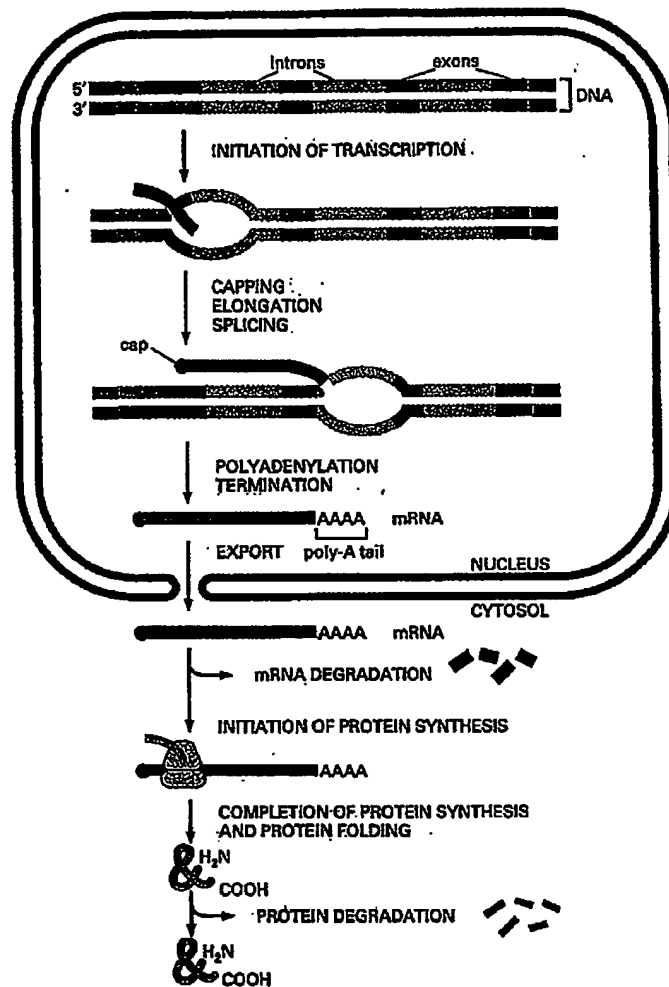 introns exons
5′
3′
DNA
INITIATION OF TRANSCRIPTION
CAPPING
ELONGATION
SPLICING
cap
POLYADENYLATION
TERMINATION
AAAA mRNA
EXPORT poly-A tail
NUCLEUS
CYTOSOL
AAAA mRNA
mRNA DEGRADATION
INITIATION OF PROTEIN SYNTHESIS
AAAA
COMPLETION OF PROTEIN SYNTHESIS
AND PROTEIN FOLDING
H₂N
COOH
PROTEIN DEGRADATION
H₂N
COOH